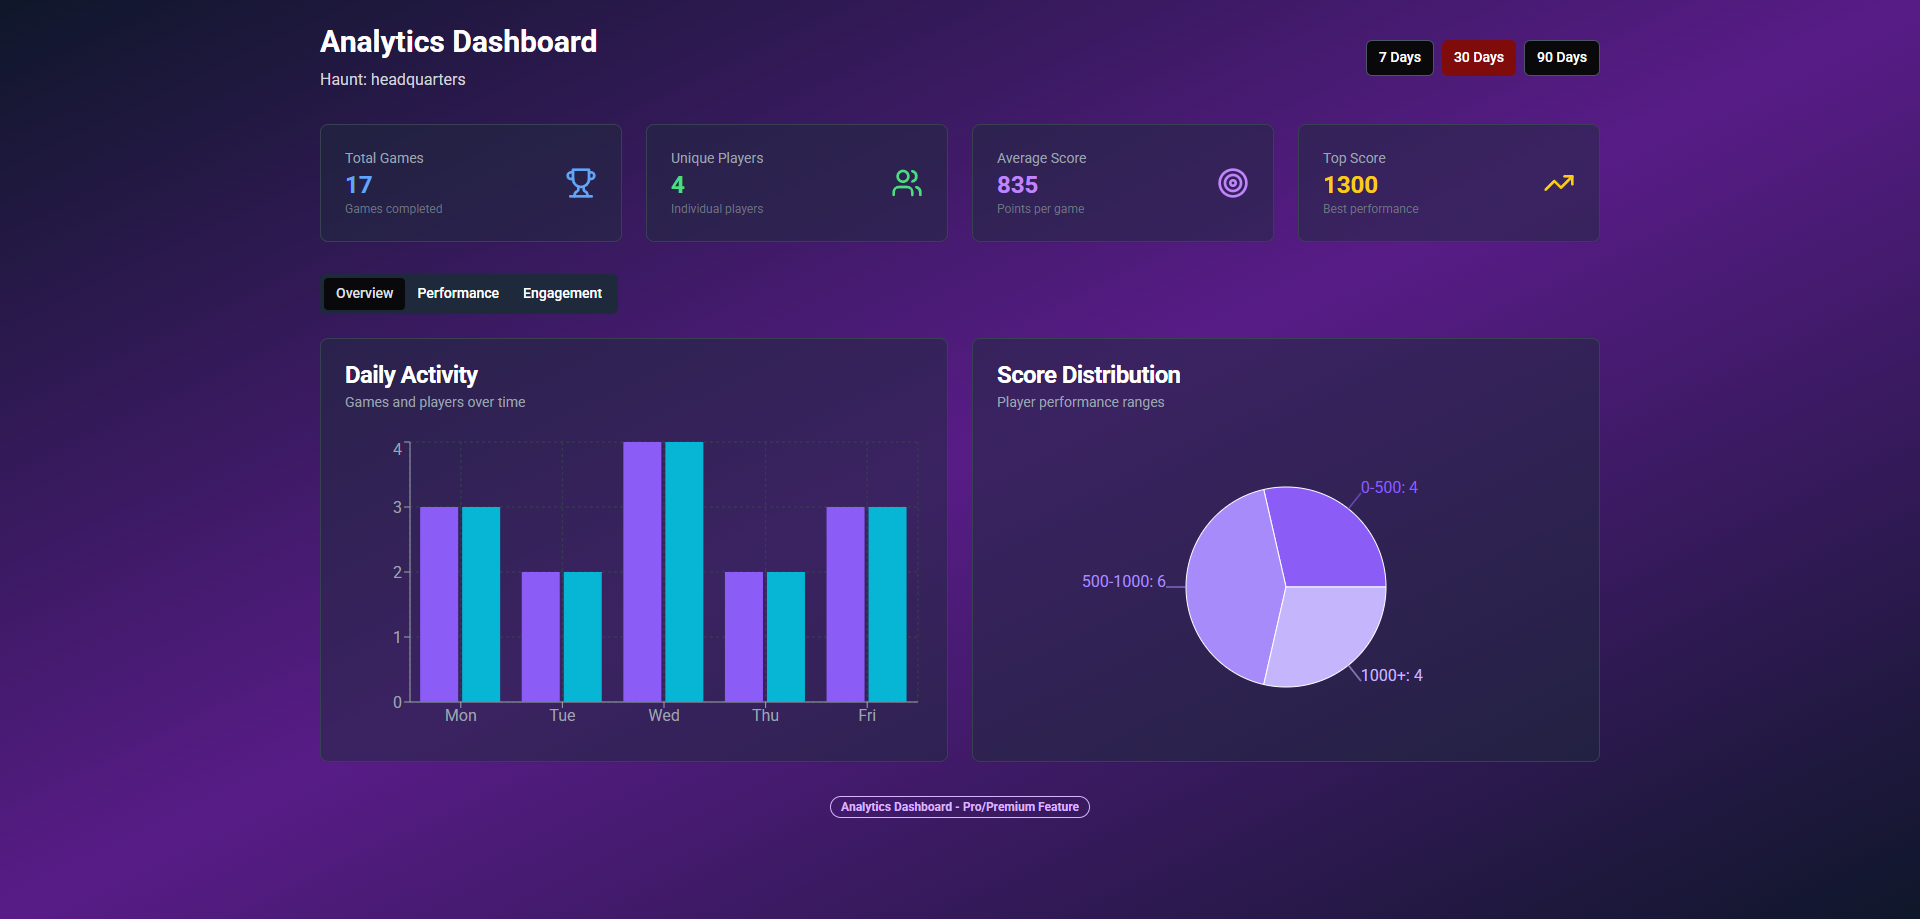 Analytics Dashboard
Haunt: headquarters
7 Days
30 Days
90 Days
Total Games
17
Games completed
Unique Players
4
Individual players
Average Score
835
Points per game
Top Score
1300
Best performance
Overview
Performance
Engagement
Daily Activity
Games and players over time
4
3
2
1
0
Mon
Tue
Wed
Thu
Fri
Score Distribution
Player performance ranges
0-500: 4
500-1000: 6
1000+: 4
Analytics Dashboard - Pro/Premium Feature